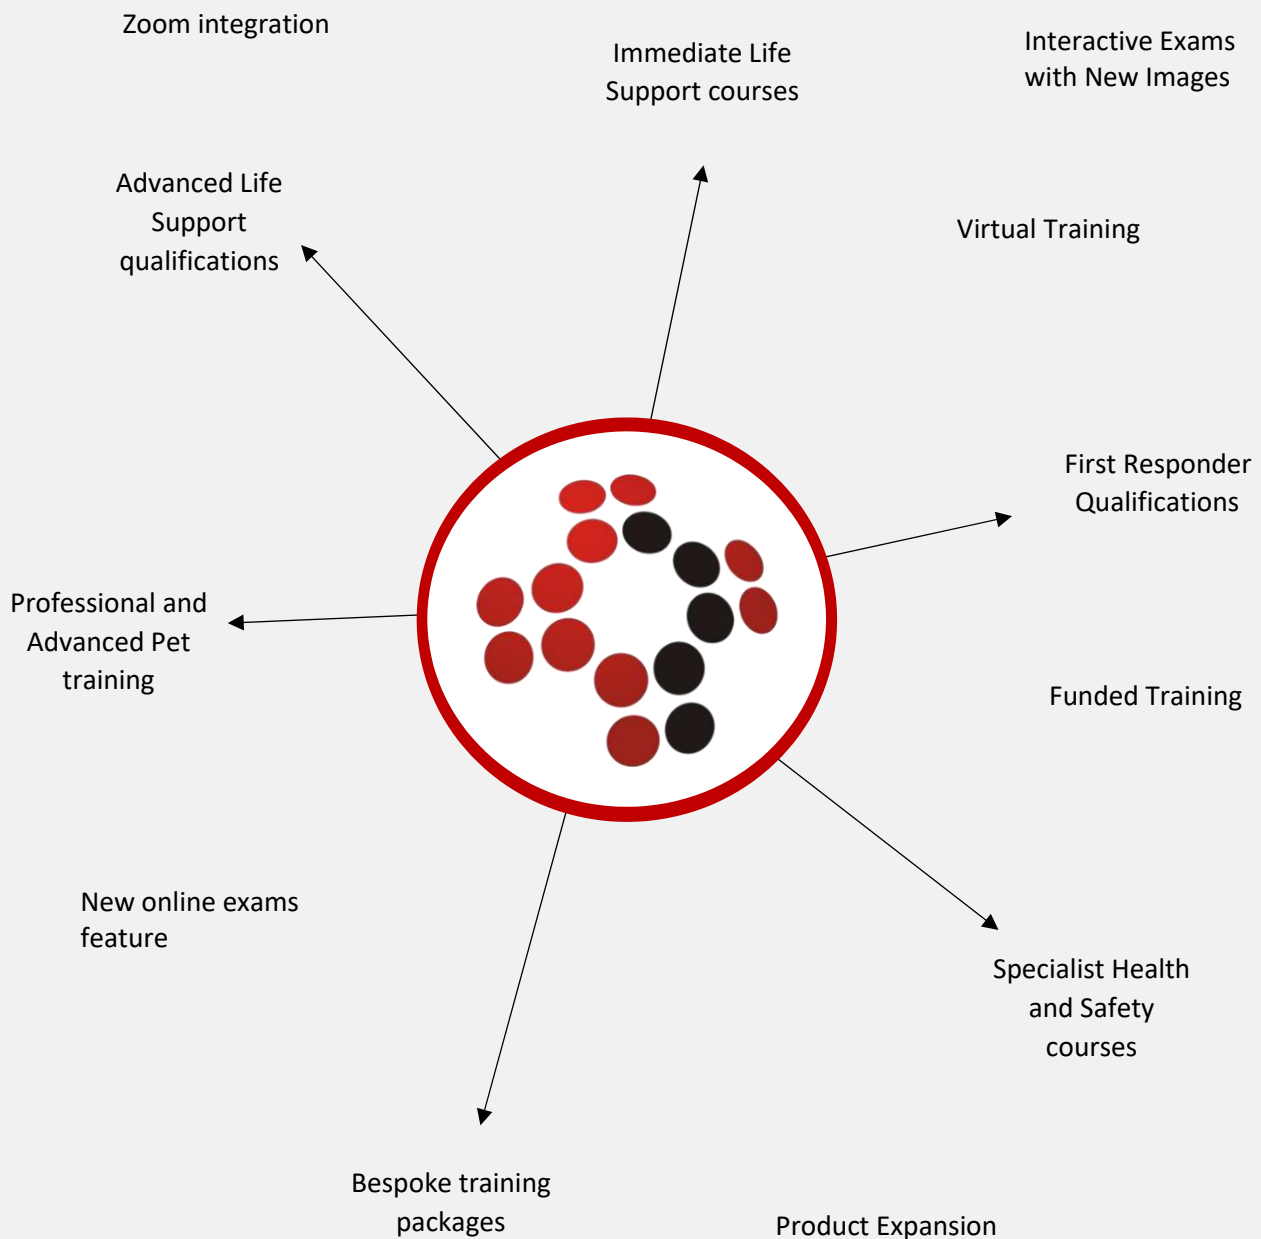 Zoom integration
Immediate Life
Support courses
Interactive Exams
with New Images
Advanced Life
Support
qualifications
Virtual Training
First Responder
Qualifications
Professional and
Advanced Pet
training
Funded Training
New online exams
feature
Specialist Health
and Safety
courses
Bespoke training
packages
Product Expansion